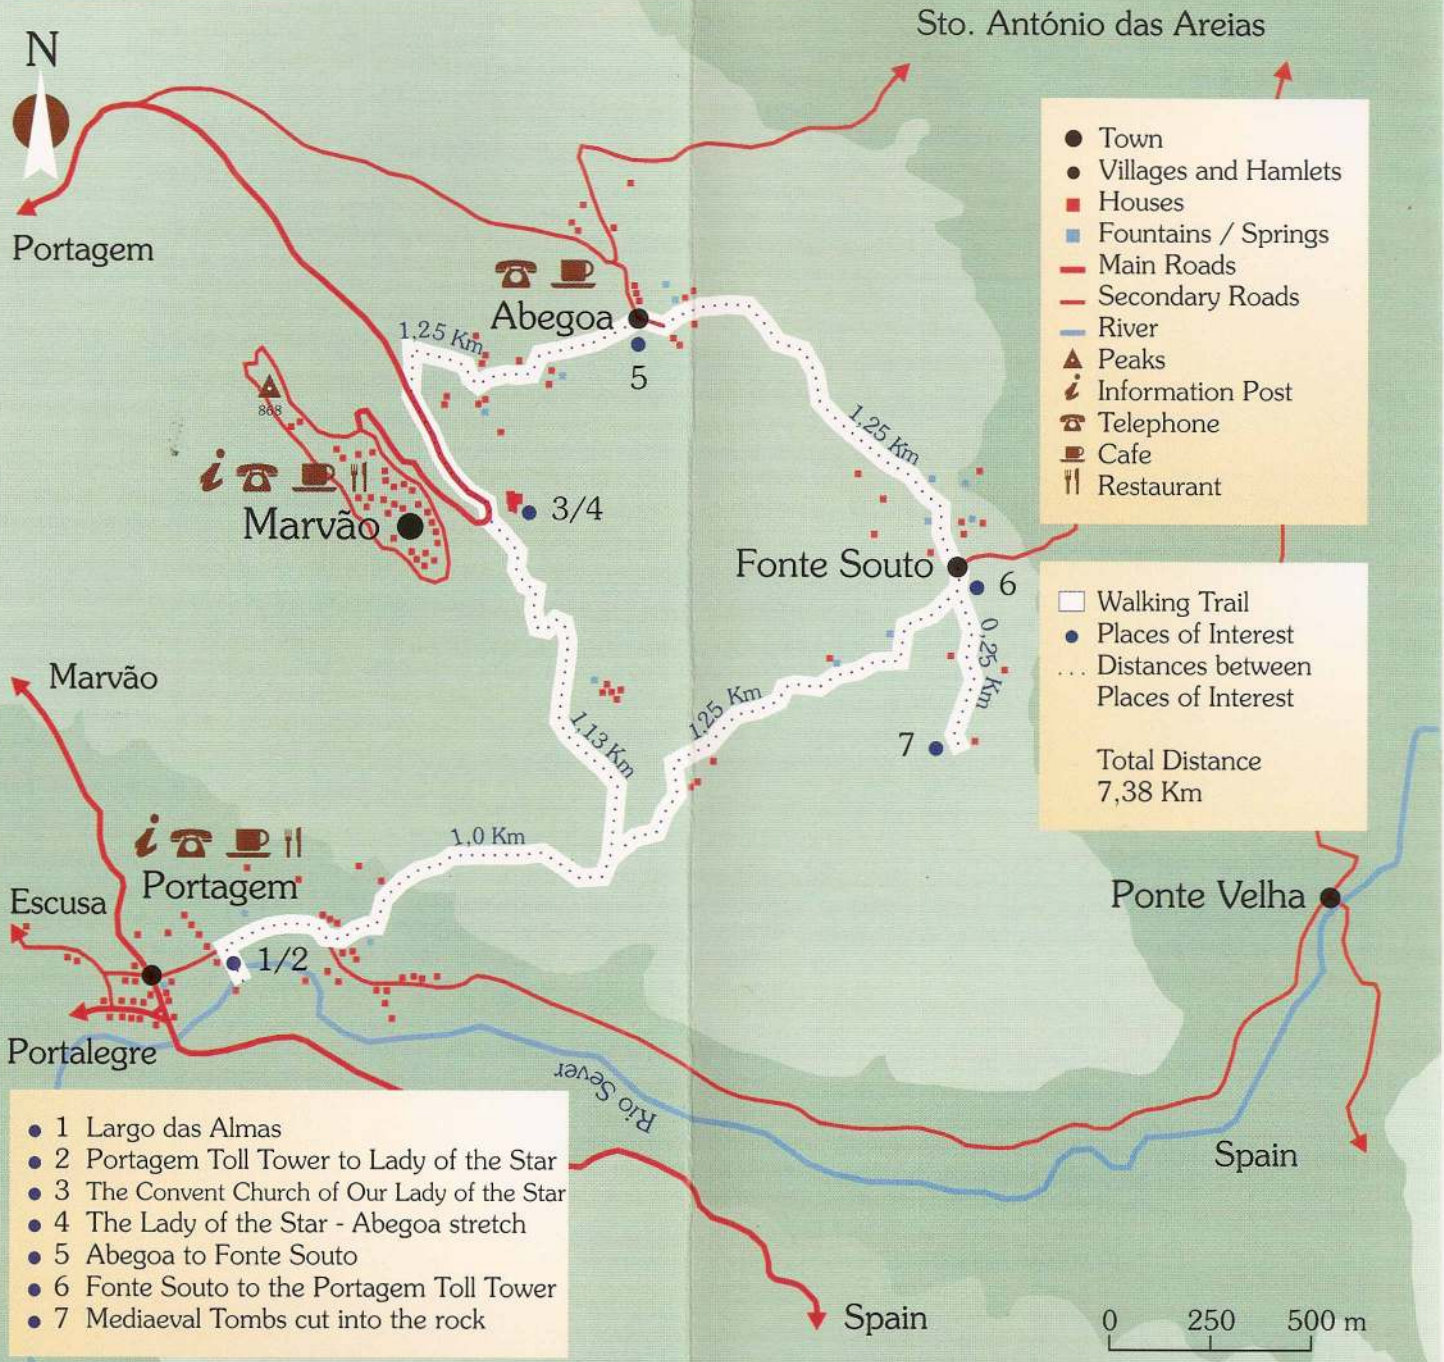 Sto. António das Areias
N
Portagem
Town
Villages and Hamlets
Houses
Fountains / Springs
Main Roads
Secondary Roads
River
Peaks
Information Post
Telephone
Cafe
Restaurant
Abegoa
5
1,25 Km
1,25 Km
868
Marvão
3/4
Fonte Souto
6
0,25 Km
7
Walking Trail
Places of Interest
Distances between
Places of Interest
Total Distance
7,38 Km
Marvão
1,13 Km
1,25 Km
1,0 Km
Portagem
Escusa
1/2
Portalegre
Ponte Velha
Rio Sever
Spain
1 Largo das Almas
2 Portagem Toll Tower to Lady of the Star
3 The Convent Church of Our Lady of the Star
4 The Lady of the Star - Abegoa stretch
5 Abegoa to Fonte Souto
6 Fonte Souto to the Portagem Toll Tower
7 Mediaeval Tombs cut into the rock
Spain
0 250 500 m